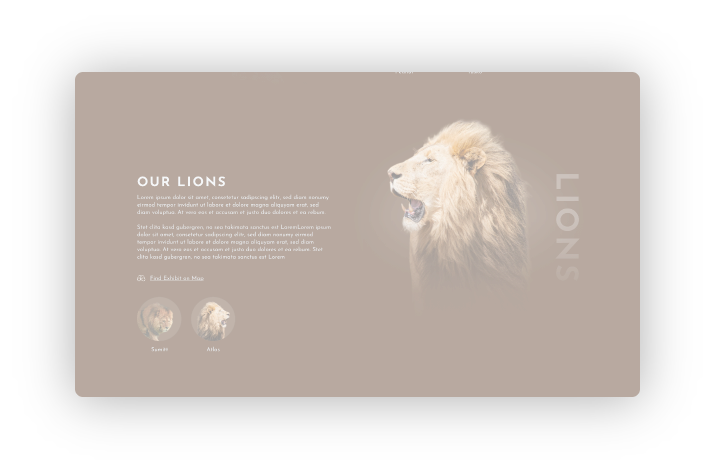 OUR LIONS
Lorem ipsum dolor sit amet, consetetur sadipscing elitr, sed diam nonumy
eirmod tempor invidunt ut labore et dolore magna aliquyam erat, sed
diam voluptua. At vero eos et accusam et justo duo dolores et ea rebum.
Stet clita kasd gubergren, no sea takimata sanctus est LoremLorem ipsum
dolor sit amet, consetetur sadipscing elitr, sed diam nonumy eirmod
tempor invidunt ut labore et dolore magna aliquyam erat, sed diam
voluptua. At vero eos et accusam et justo duo dolores et ea rebum. Stet
clita kasd gubergren, no sea takimata sanctus est Lorem
Find Exhibit on Map
Atlas
LIONS